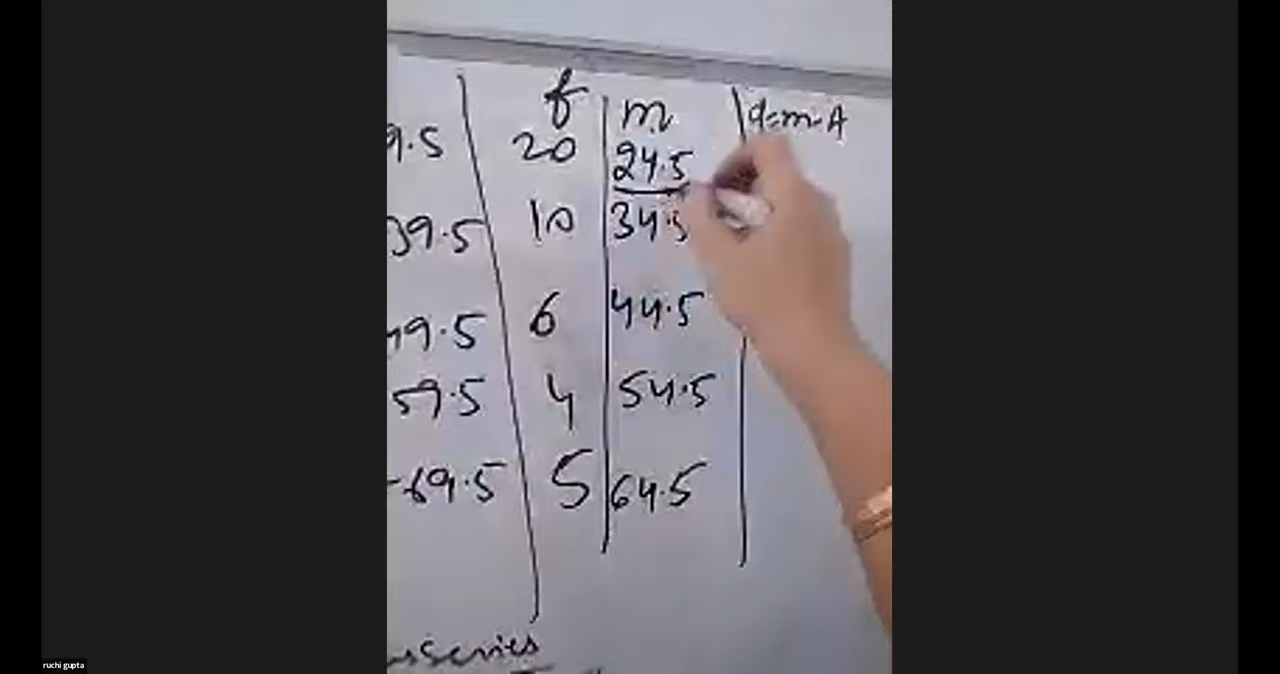 f m d=m-A
9.5 20 24.5
39.5 10 34.5
49.5 6 44.5
59.5 4 54.5
-69.5 5 64.5
series
ruchi gupta